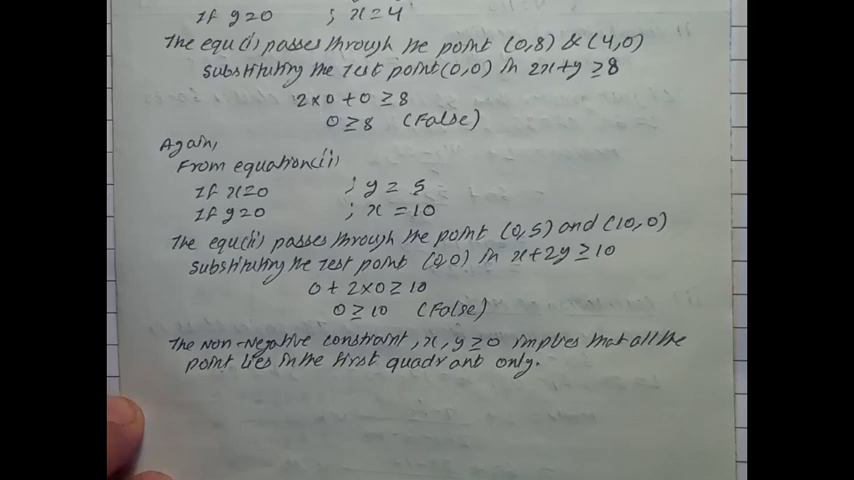 If y=0 ; x=4
The equ(i) passes through the point (0,8) & (4,0)
substituting the Test point (0,0) in 2x+y ≥8
2×0+0 ≥8
0≥8 (False)
Again,
From equation(ii)
If x=0 ; y = 5
If y=0 ; x =10
The equ(ii) passes through the point (0,5) and (10,0)
substituting the Test point (0,0) in x+2y ≥10
0+2×0≥10
0≥10 (False)
The Non-Negative constraint, x, y ≥0 implies that all the
point lies in the first quadrant only.